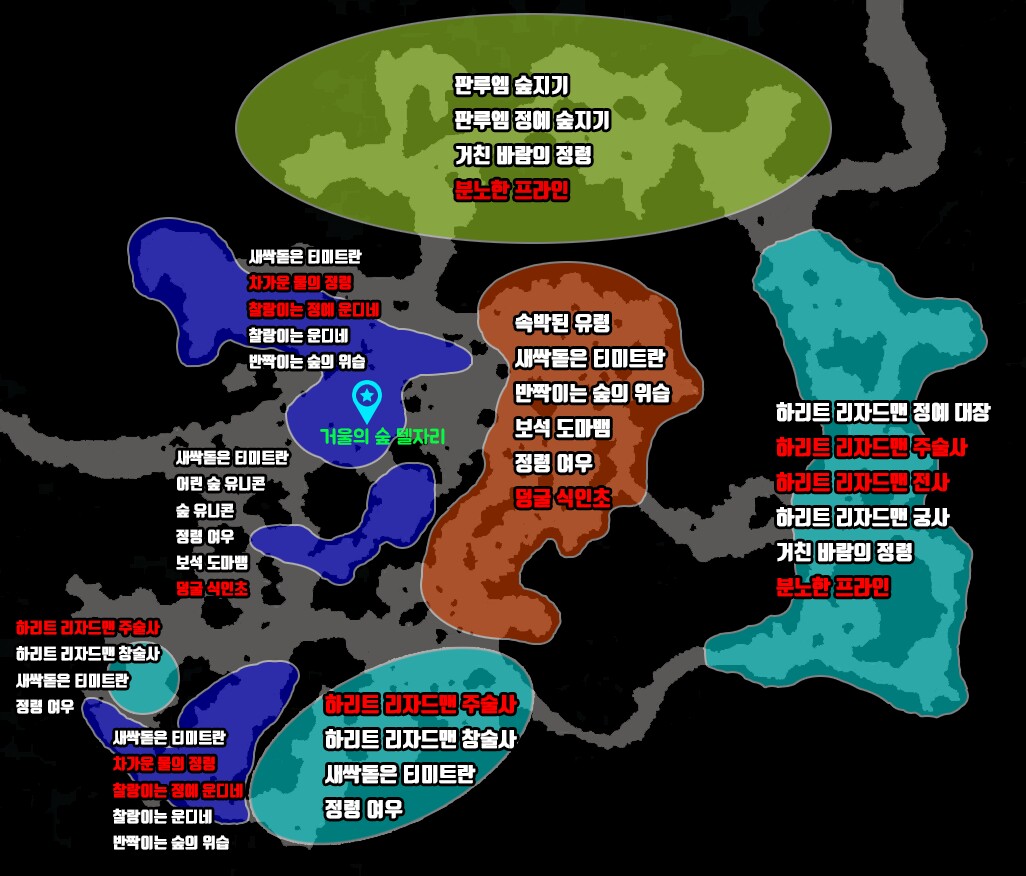 판루엠 숲지기
판루엠 정예 숲지기
거친 바람의 정령
분노한 프라인
새싹돋은 티미트란
차가운 물의 정령
찰랑이는 정예 운디네
찰랑이는 운디네
반짝이는 숲의 위습
거울의 숲 텔자리
속박된 유령
새싹돋은 티미트란
반짝이는 숲의 위습
보석 도마뱀
정령 여우
덩굴 식인초
하리트 리자드맨 정예 대장
하리트 리자드맨 주술사
하리트 리자드맨 전사
하리트 리자드맨 궁사
거친 바람의 정령
분노한 프라인
새싹돋은 티미트란
어린 숲 유니콘
숲 유니콘
정령 여우
보석 도마뱀
덩굴 식인초
하리트 리자드맨 주술사
하리트 리자드맨 창술사
새싹돋은 티미트란
정령 여우
새싹돋은 티미트란
차가운 물의 정령
찰랑이는 정예 운디네
찰랑이는 운디네
반짝이는 숲의 위습
하리트 리자드맨 주술사
하리트 리자드맨 창술사
새싹돋은 티미트란
정령 여우